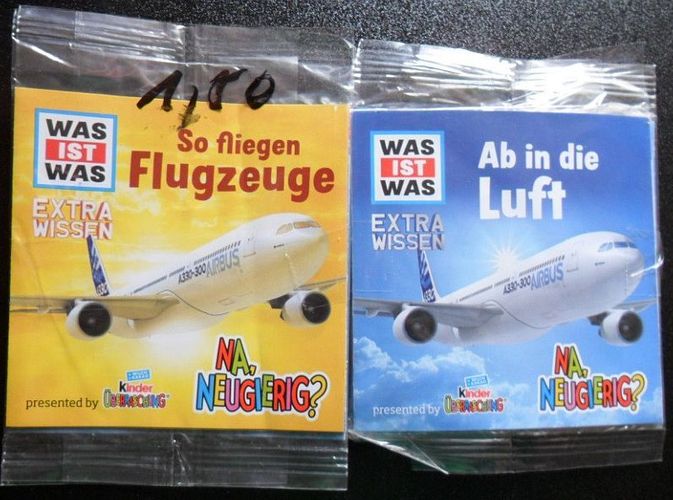 1,80
WAS
IST
WAS
So fliegen
Flugzeuge
EXTRA
WISSEN
A330-300 AIRBUS
NA,
NEUGIERIG?
presented by kinder
ÜBERRASCHUNG
WAS
IST
WAS
Ab in die
Luft
EXTRA
WISSEN
A330-300 AIRBUS
NA,
NEUGIERIG?
presented by kinder
ÜBERRASCHUNG